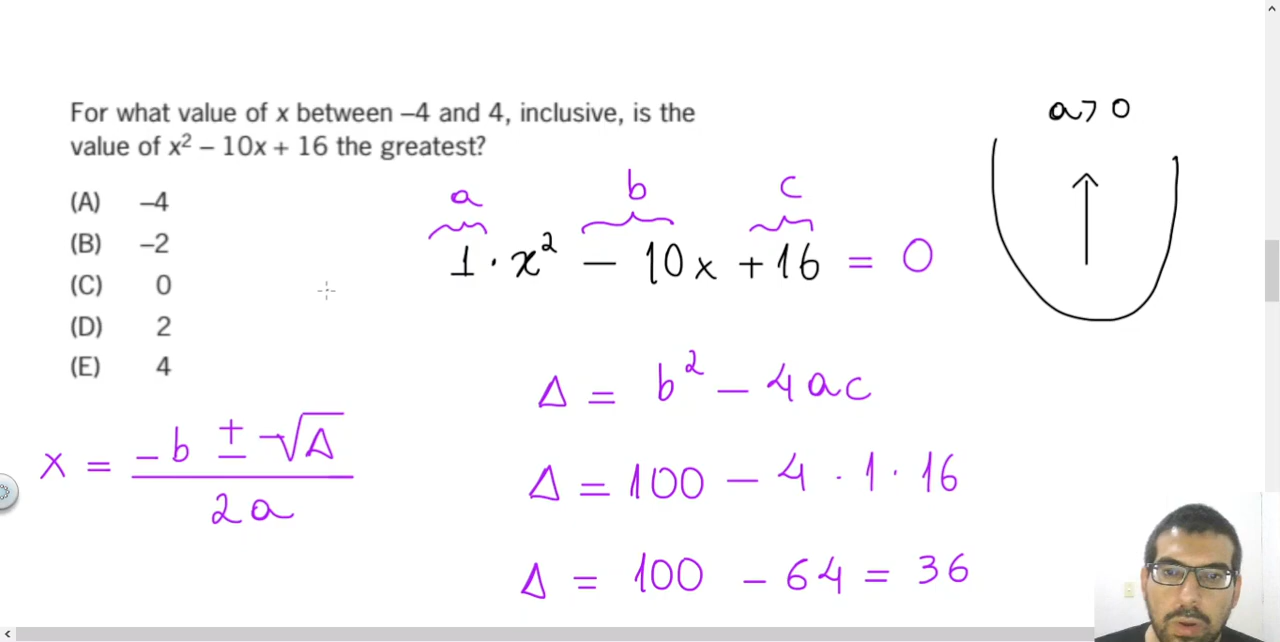 For what value of x between –4 and 4, inclusive, is the
value of x² – 10x + 16 the greatest?
(A) –4
(B) –2
(C) 0
(D) 2
(E) 4
a > 0
a b c
1 · x² – 10x + 16 = 0
Δ = b² – 4ac
x = -b ± √Δ / 2a
Δ = 100 – 4 · 1 · 16
Δ = 100 – 64 = 36